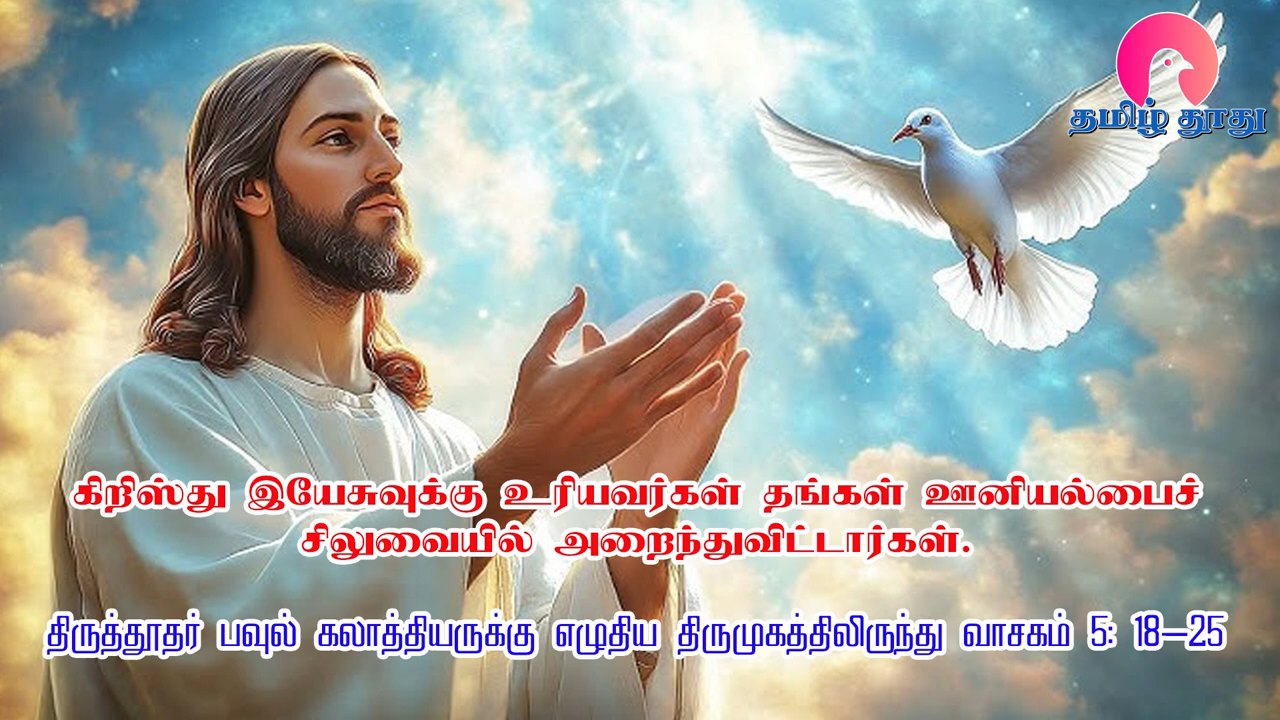 தமிழ் தூது
கிறிஸ்து இயேசுவுக்கு உரியவர்கள் தங்கள் ஊனியல்பைச்
சிலுவையில் அறைந்துவிட்டார்கள்.
திருத்தூதர் பவுல் கலாத்தியருக்கு எழுதிய திருமுகத்திலிருந்து வாசகம் 5: 18-25